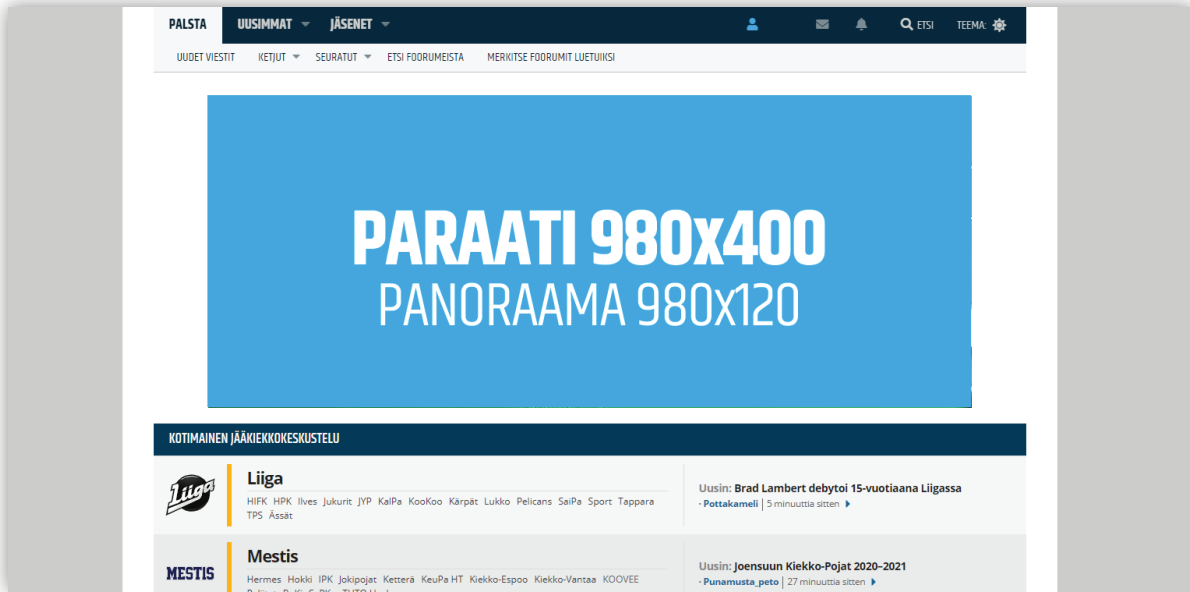 PALSTA UUSIMMAT JÄSENET ETSI TEEMA:
UUDET VIESTIT KETJUT SEURATUT ETSI FOORUMEISTA MERKITSE FOORUMIT LUETUIKSI
PARAATI 980x400
PANORAAMA 980x120
KOTIMAINEN JÄÄKIEKKOKESKUSTELU
Liiga
Liiga
HIFK HPK Ilves Jukurit JYP KalPa KooKoo Kärpät Lukko Pelicans SaiPa Sport Tappara
TPS Ässät
Uusin: Brad Lambert debytoi 15-vuotiaana Liigassa
· Pottakameli | 5 minuuttia sitten
MESTIS
Mestis
Hermes Hokki IPK Jokipojat Ketterä KeuPa HT Kiekko-Espoo Kiekko-Vantaa KOOVEE
Uusin: Joensuun Kiekko-Pojat 2020–2021
· Punamusta_peto | 27 minuuttia sitten